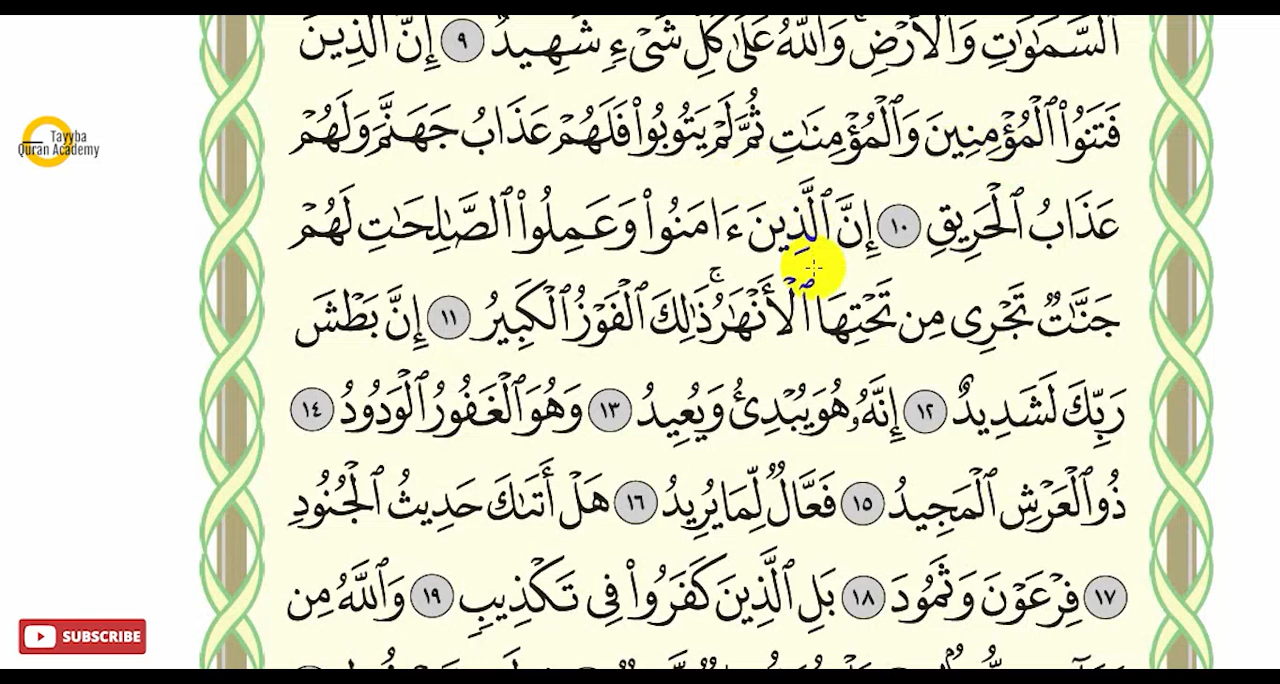 ٱلسَّمَٰوَٰتِ وَٱلْأَرْضِۚ وَٱللَّهُ عَلَىٰ كُلِّ شَىْءٍ شَهِيدٌ ٩ إِنَّ ٱلَّذِينَ
فَتَنُوا۟ ٱلْمُؤْمِنِينَ وَٱلْمُؤْمِنَٰتِ ثُمَّ لَمْ يَتُوبُوا۟ فَلَهُمْ عَذَابُ جَهَنَّمَ وَلَهُمْ
عَذَابُ ٱلْحَرِيقِ ١٠ إِنَّ ٱلَّذِينَ ءَامَنُوا۟ وَعَمِلُوا۟ ٱلصَّٰلِحَٰتِ لَهُمْ
جَنَّٰتٌ تَجْرِى مِن تَحْتِهَا ٱلْأَنْهَٰرُۚ ذَٰلِكَ ٱلْفَوْزُ ٱلْكَبِيرُ ١١ إِنَّ بَطْشَ
رَبِّكَ لَشَدِيدٌ ١٢ إِنَّهُۥ هُوَ يُبْدِئُ وَيُعِيدُ ١٣ وَهُوَ ٱلْغَفُورُ ٱلْوَدُودُ ١٤
ذُو ٱلْعَرْشِ ٱلْمَجِيدُ ١٥ فَعَّالٌ لِّمَا يُرِيدُ ١٦ هَلْ أَتَىٰكَ حَدِيثُ ٱلْجُنُودِ
١٧ فِرْعَوْنَ وَثَمُودَ ١٨ بَلِ ٱلَّذِينَ كَفَرُوا۟ فِى تَكْذِيبٍ ١٩ وَٱللَّهُ مِن
Tayyba
Quran Academy
SUBSCRIBE